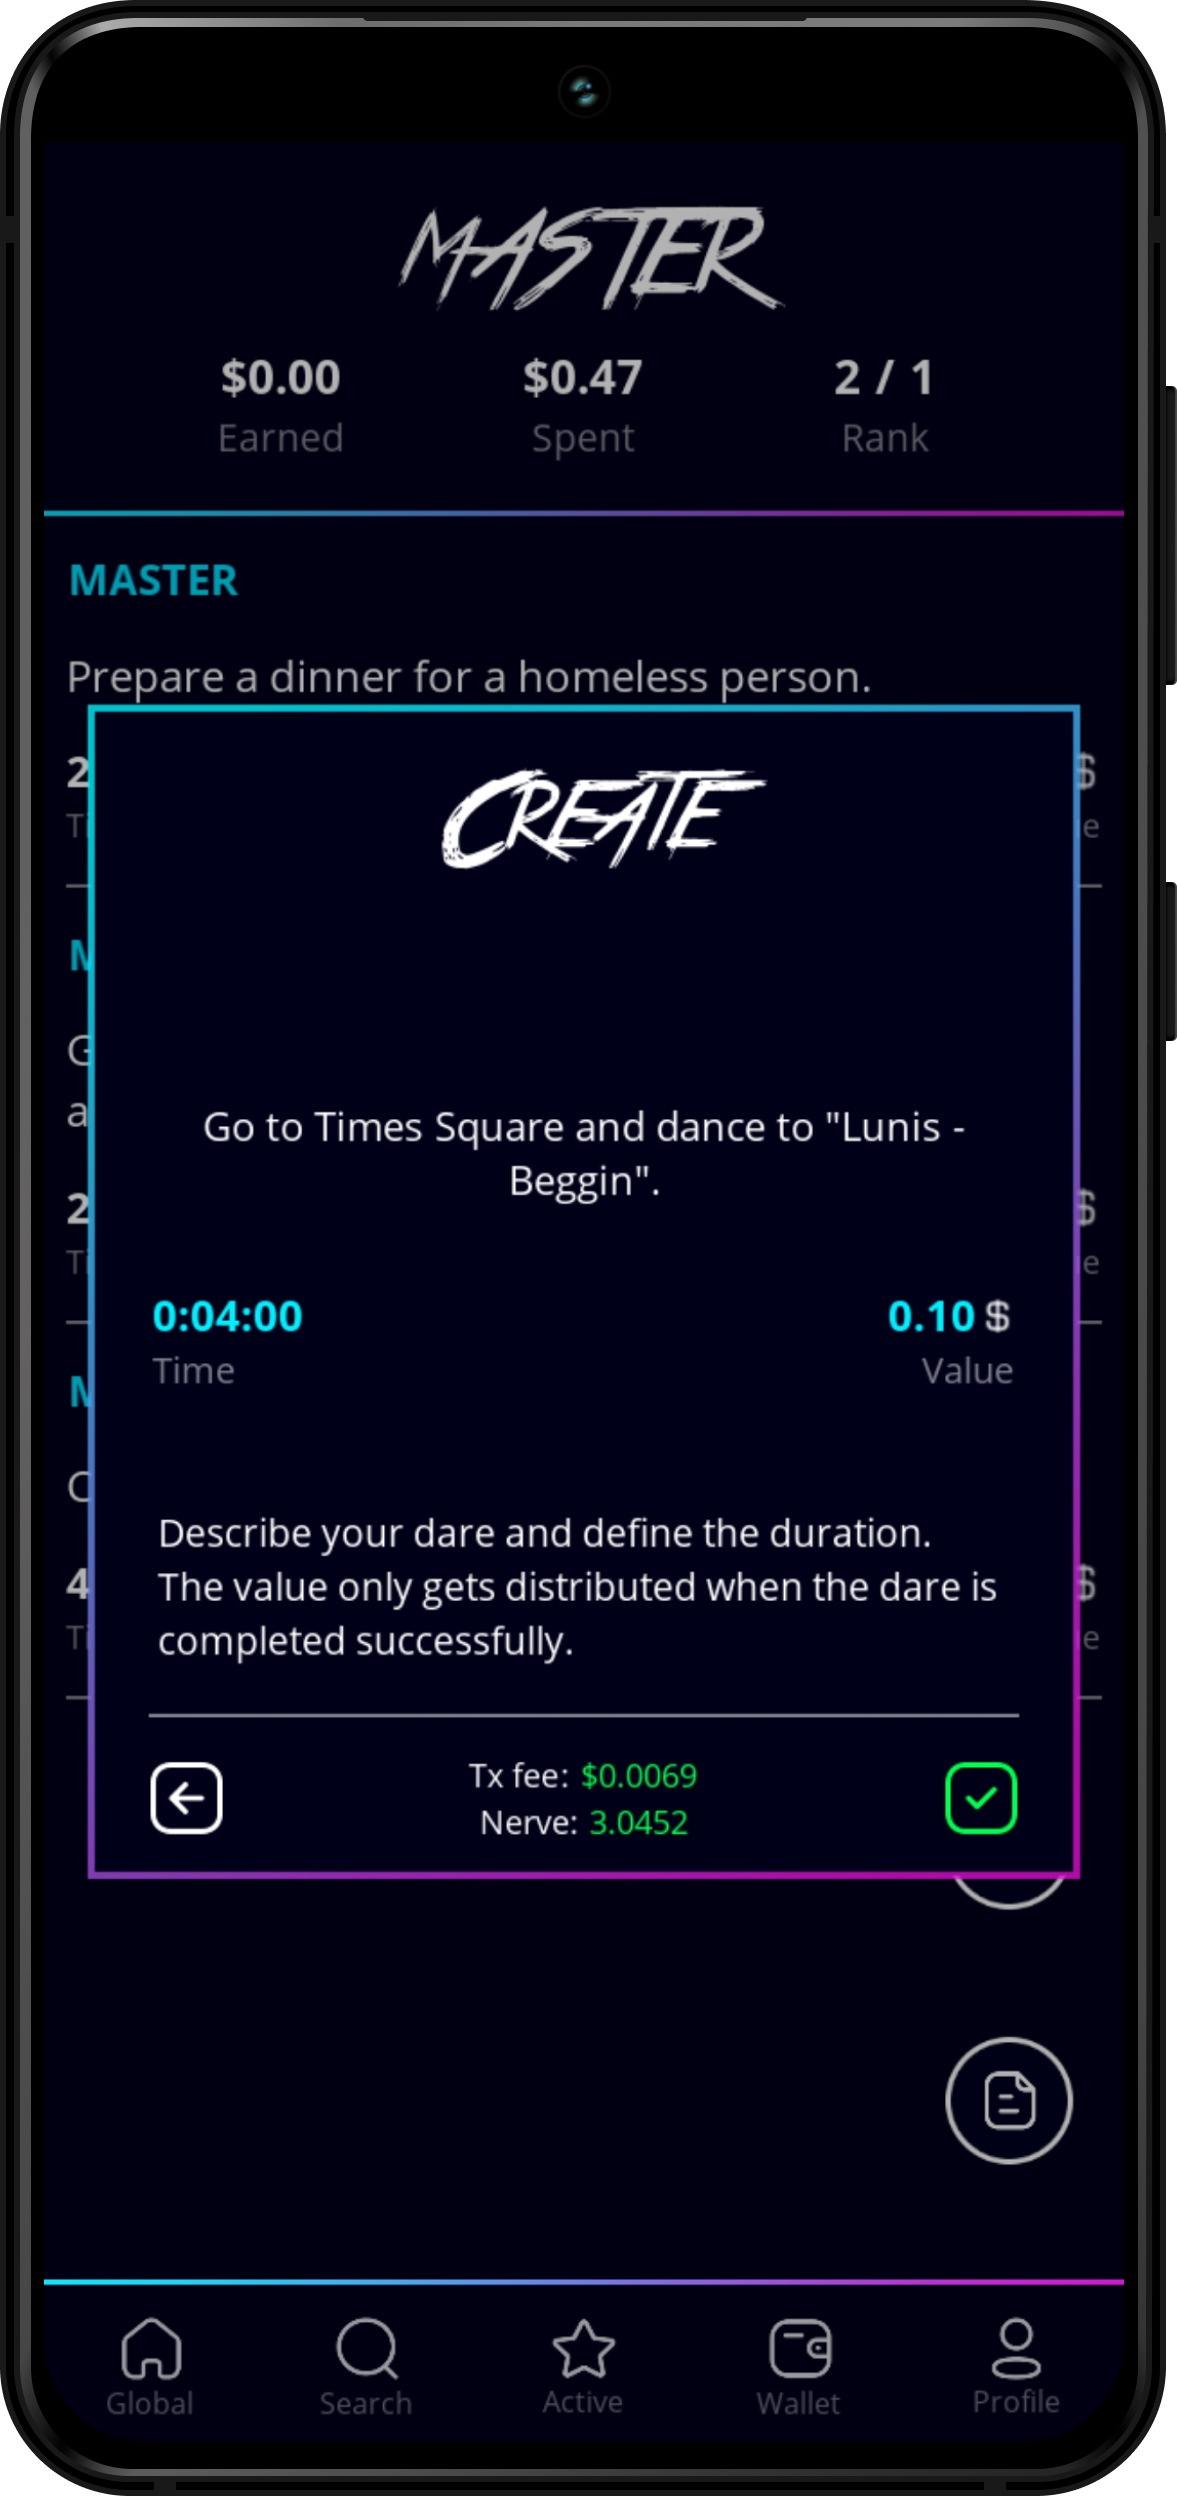 MASTER
$0.00 $0.47 2 / 1
Earned Spent Rank
MASTER
Prepare a dinner for a homeless person.
CREATE
Go to Times Square and dance to "Lunis -
Beggin".
0:04:00 0.10 $
Time Value
Describe your dare and define the duration.
The value only gets distributed when the dare is
completed successfully.
Tx fee: $0.0069
Nerve: 3.0452
Global Search Active Wallet Profile